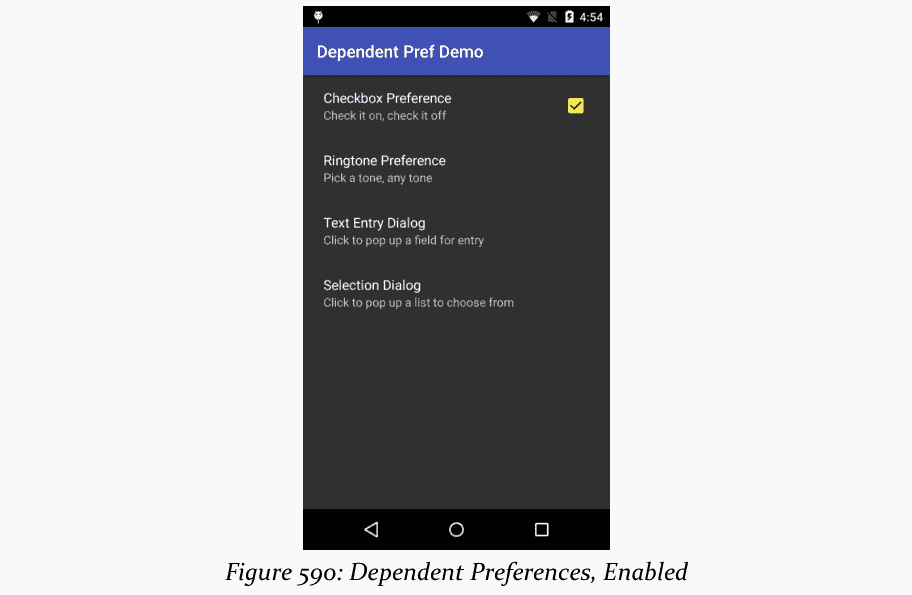 4:54
Dependent Pref Demo
Checkbox Preference
Check it on, check it off
Ringtone Preference
Pick a tone, any tone
Text Entry Dialog
Click to pop up a field for entry
Selection Dialog
Click to pop up a list to choose from
Figure 590: Dependent Preferences, Enabled